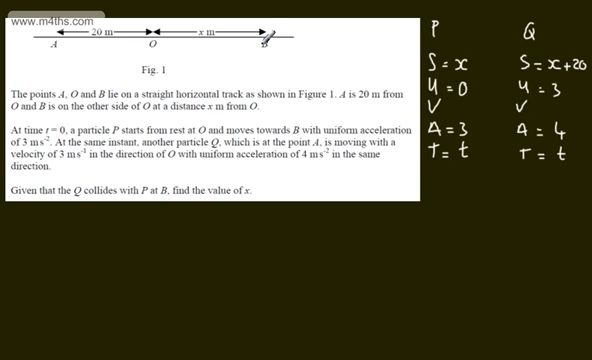 www.m4ths.com
20 m x m
A O B
Fig. 1
The points A, O and B lie on a straight horizontal track as shown in Figure 1. A is 20 m from
O and B is on the other side of O at a distance x m from O.
At time t = 0, a particle P starts from rest at O and moves towards B with uniform acceleration
of 3 m s⁻². At the same instant, another particle Q, which is at the point A, is moving with a
velocity of 3 m s⁻¹ in the direction of O with uniform acceleration of 4 m s⁻² in the same
direction.
Given that the Q collides with P at B, find the value of x.
P Q
S = x S = x+20
u = 0 u = 3
V V
A = 3 A = 4
T = t T = t